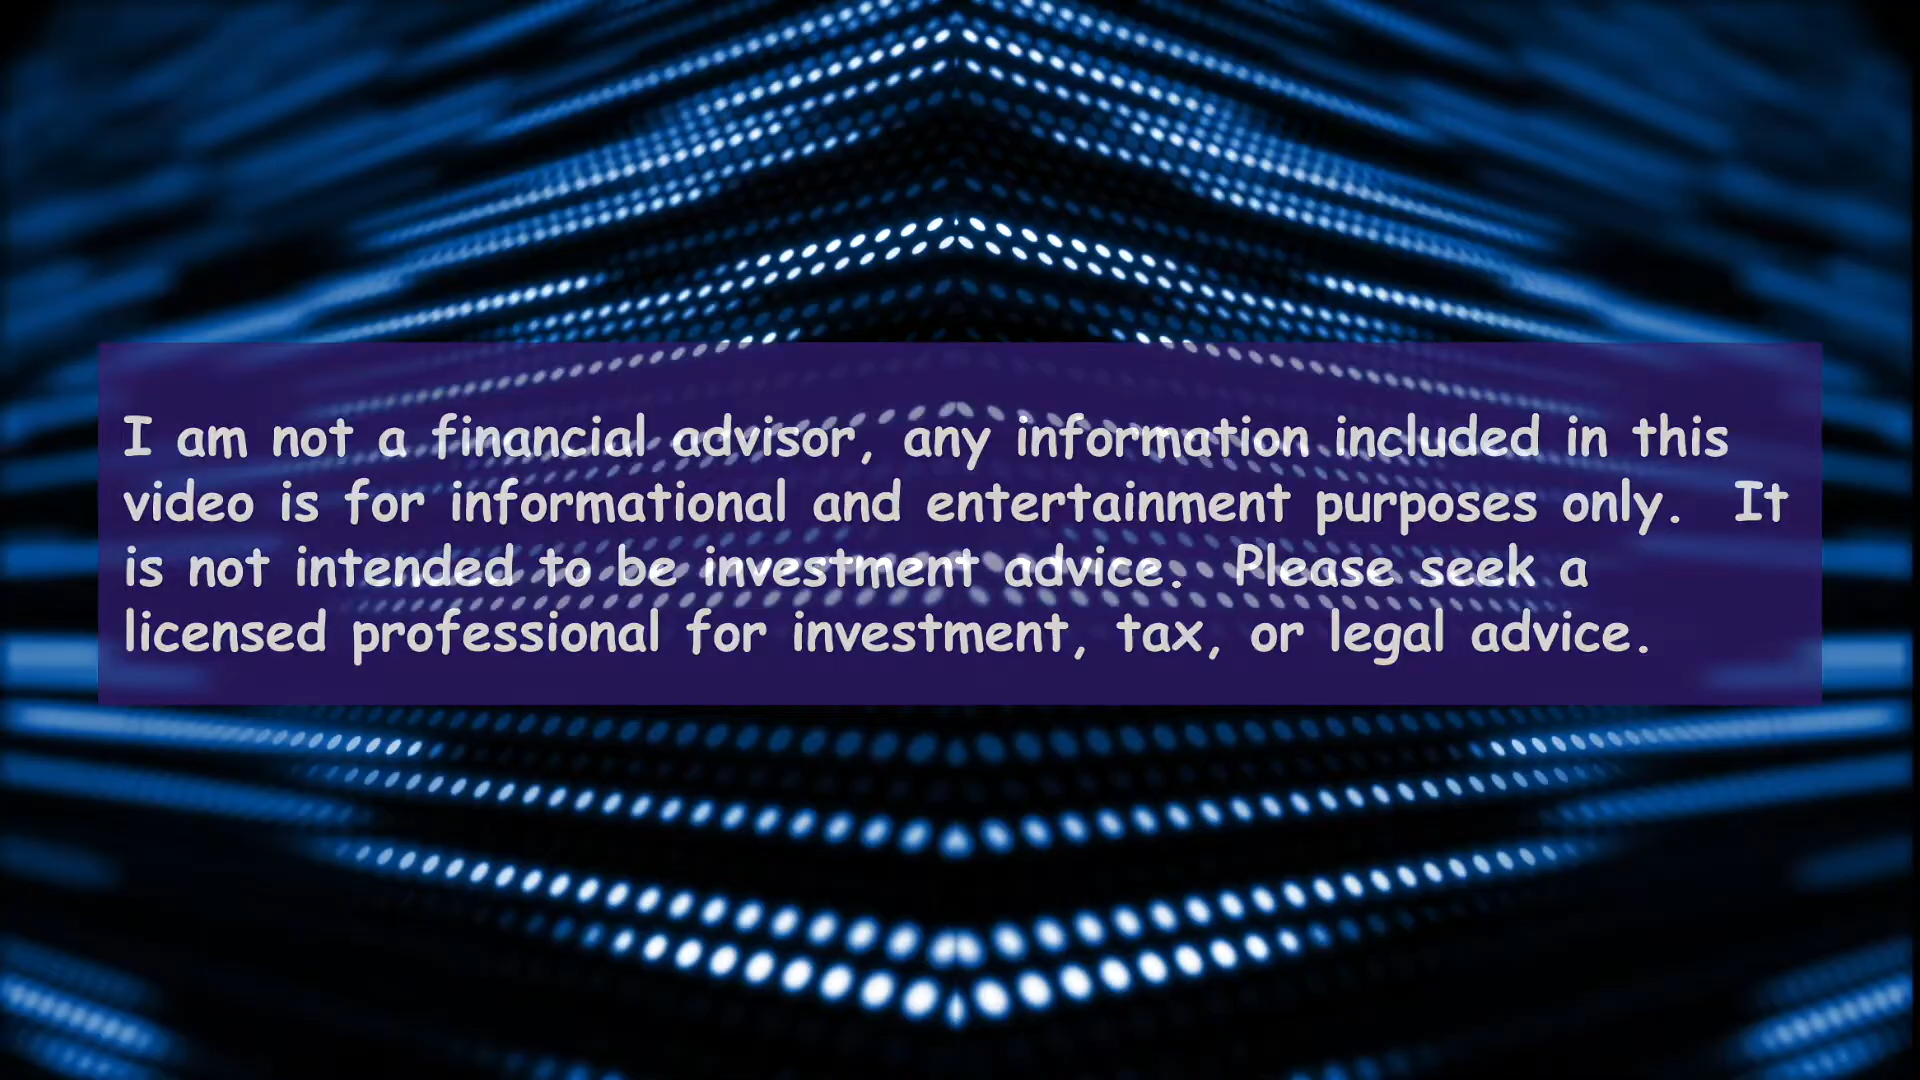 I am not a financial advisor, any information included in this
video is for informational and entertainment purposes only.  It
is not intended to be investment advice.  Please seek a
licensed professional for investment, tax, or legal advice.